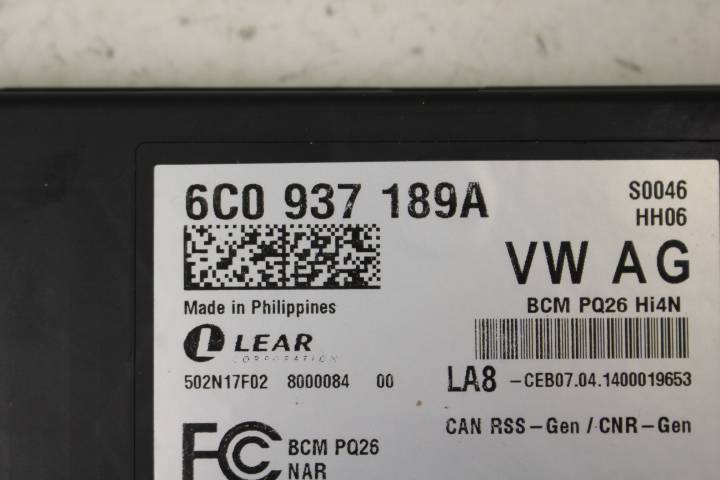 6C0 937 189A
S0046
HH06
VW AG
Made in Philippines
BCM PQ26 Hi4N
LEAR
CORPORATION
502N17F02 8000084 00
LA8 -CEB07.04.1400019653
CAN RSS-Gen / CNR-Gen
FC
BCM PQ26
NAR